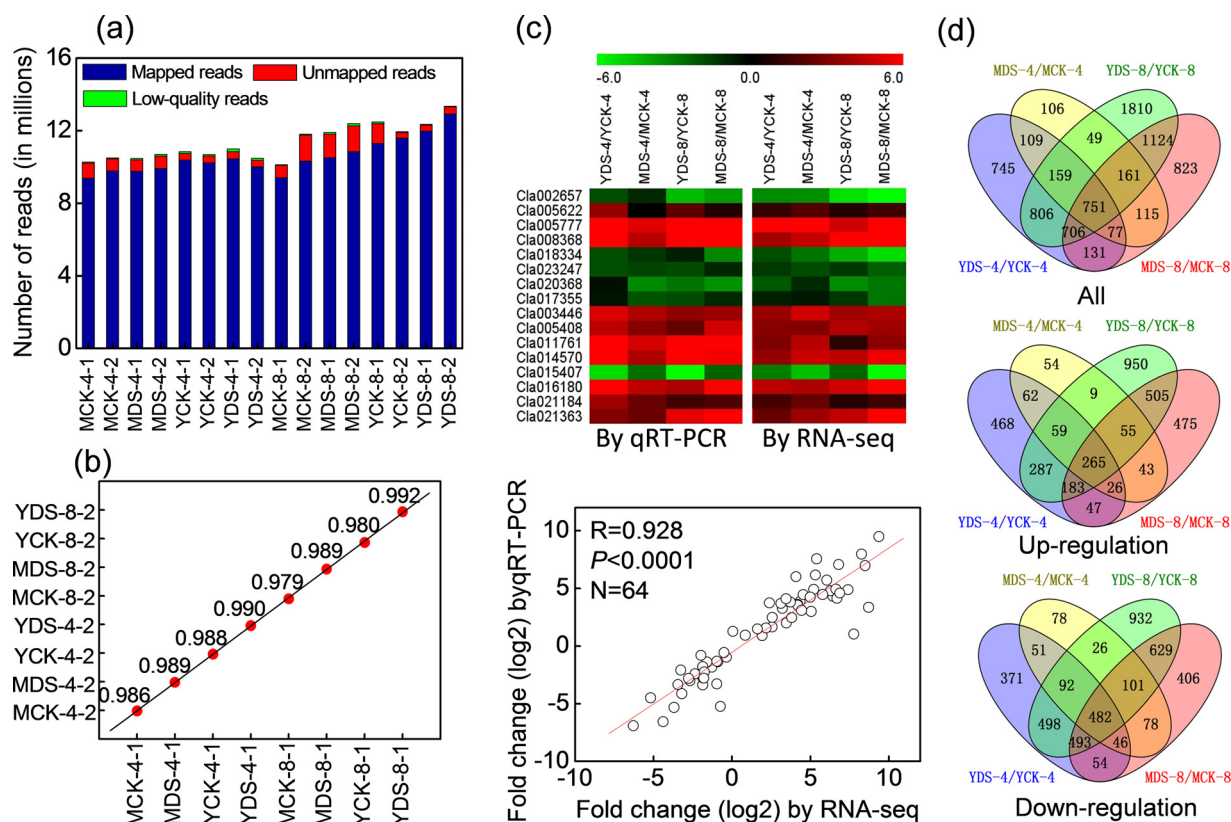 (a)
16
12
8
4
0
Number of reads (in millions)
Mapped reads
Unmapped reads
Low-quality reads
MCK-4-1
MCK-4-2
MDS-4-1
MDS-4-2
YCK-4-1
YCK-4-2
YDS-4-1
YDS-4-2
MCK-8-1
MCK-8-2
MDS-8-1
MDS-8-2
YCK-8-1
YCK-8-2
YDS-8-1
YDS-8-2
(b)
YDS-8-2
YCK-8-2
MDS-8-2
MCK-8-2
YDS-4-2
YCK-4-2
MDS-4-2
MCK-4-2
0.986
0.989
0.988
0.990
0.979
0.989
0.980
0.992
MCK-4-1
MDS-4-1
YCK-4-1
YDS-4-1
MCK-8-1
MDS-8-1
YCK-8-1
YDS-8-1
(c)
-6.0
0.0
6.0
YDS-4/YCK-4
MDS-4/MCK-4
YDS-8/YCK-8
MDS-8/MCK-8
YDS-4/YCK-4
MDS-4/MCK-4
YDS-8/YCK-8
MDS-8/MCK-8
Cla002657
Cla005622
Cla005777
Cla008368
Cla018334
Cla023247
Cla020368
Cla017355
Cla003446
Cla005408
Cla011761
Cla014570
Cla015407
Cla016180
Cla021184
Cla021363
By qRT-PCR
By RNA-seq
Fold change (log2) byqRT-PCR
10
5
0
-5
-10
R=0.928
P<0.0001
N=64
-10
-5
0
5
10
Fold change (log2) by RNA-seq
(d)
MDS-4/MCK-4
YDS-8/YCK-8
106
1810
109
49
1124
745
159
161
823
751
806
706
77
115
131
YDS-4/YCK-4
MDS-8/MCK-8
All
MDS-4/MCK-4
YDS-8/YCK-8
54
950
62
9
505
468
59
55
475
265
287
183
26
43
47
YDS-4/YCK-4
MDS-8/MCK-8
Up-regulation
MDS-4/MCK-4
YDS-8/YCK-8
78
932
51
26
629
371
92
101
406
482
498
493
46
78
54
YDS-4/YCK-4
MDS-8/MCK-8
Down-regulation